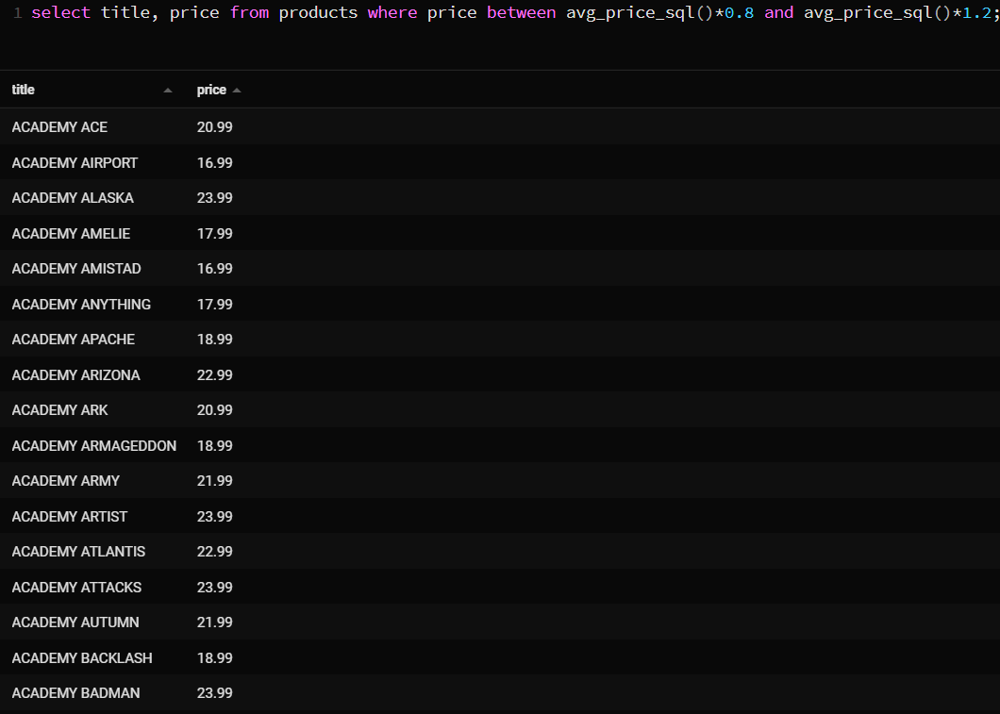 1 select title, price from products where price between avg_price_sql()*0.8 and avg_price_sql()*1.2;
title price
ACADEMY ACE 20.99
ACADEMY AIRPORT 16.99
ACADEMY ALASKA 23.99
ACADEMY AMELIE 17.99
ACADEMY AMISTAD 16.99
ACADEMY ANYTHING 17.99
ACADEMY APACHE 18.99
ACADEMY ARIZONA 22.99
ACADEMY ARK 20.99
ACADEMY ARMAGEDDON 18.99
ACADEMY ARMY 21.99
ACADEMY ARTIST 23.99
ACADEMY ATLANTIS 22.99
ACADEMY ATTACKS 23.99
ACADEMY AUTUMN 21.99
ACADEMY BACKLASH 18.99
ACADEMY BADMAN 23.99